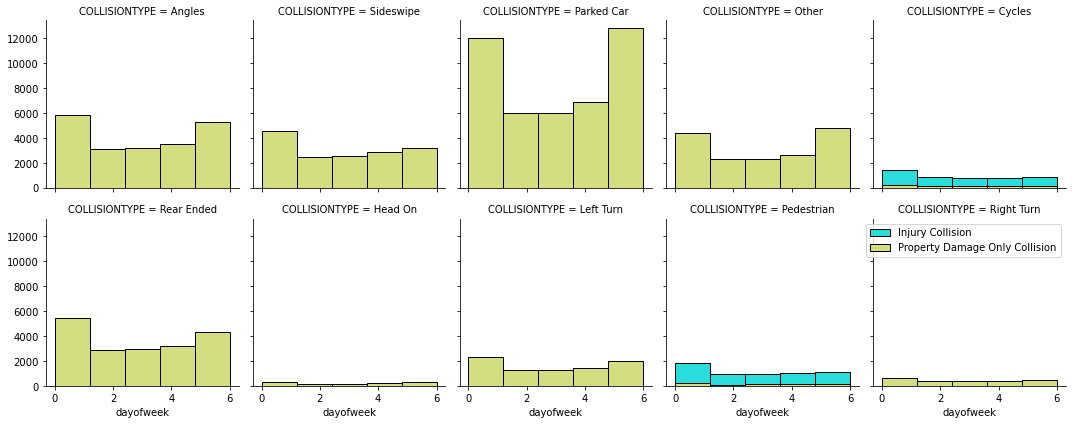 COLLISIONTYPE = Angles
COLLISIONTYPE = Sideswipe
COLLISIONTYPE = Parked Car
COLLISIONTYPE = Other
COLLISIONTYPE = Cycles
12000
10000
8000
6000
4000
2000
0
COLLISIONTYPE = Rear Ended
COLLISIONTYPE = Head On
COLLISIONTYPE = Left Turn
COLLISIONTYPE = Pedestrian
COLLISIONTYPE = Right Turn
Injury Collision
Property Damage Only Collision
12000
10000
8000
6000
4000
2000
0
0 2 4 6
0 2 4 6
0 2 4 6
0 2 4 6
0 2 4 6
dayofweek
dayofweek
dayofweek
dayofweek
dayofweek